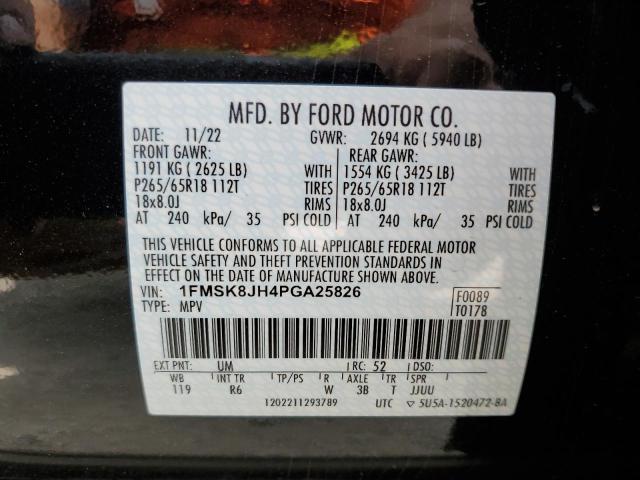 MFD. BY FORD MOTOR CO.
DATE: 11/22 GVWR: 2694 KG ( 5940 LB)
FRONT GAWR: REAR GAWR:
1191 KG ( 2625 LB) WITH 1554 KG ( 3425 LB) WITH
P265/65R18 112T TIRES P265/65R18 112T TIRES
18x8.0J RIMS 18x8.0J RIMS
AT 240 kPa/ 35 PSI COLD AT 240 kPa/ 35 PSI COLD
THIS VEHICLE CONFORMS TO ALL APPLICABLE FEDERAL MOTOR
VEHICLE SAFETY AND THEFT PREVENTION STANDARDS IN
EFFECT ON THE DATE OF MANUFACTURE SHOWN ABOVE.
VIN: 1FMSK8JH4PGA25826 F0089
TYPE: MPV T0178
EXT PNT: UM RC: 52 DSO:
WB INT TR TP/PS R AXLE TR SPR
119 R6 W 3B T JJUU
1202211293789 UTC ▽ 5U5A-1520472-8A